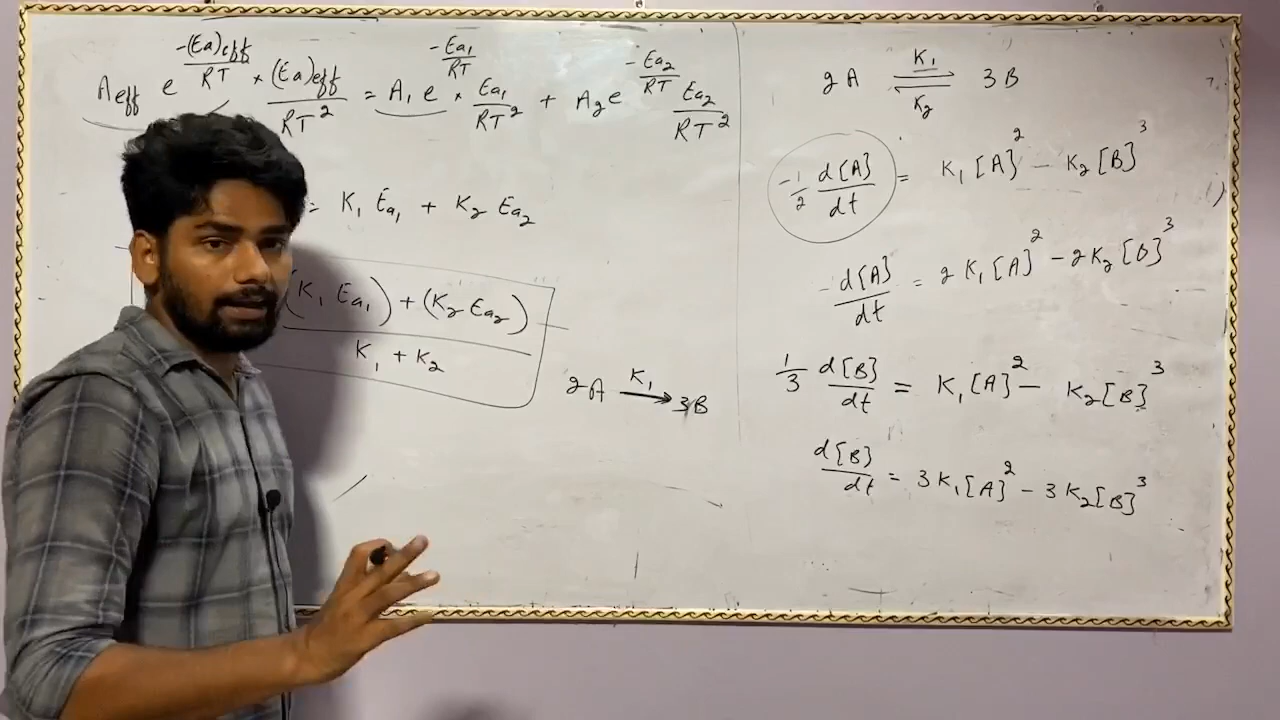 Aeff e^{-(Ea)eff/RT} × (Ea)eff/RT² = A₁ e^{-Ea₁/RT} × Ea₁/RT² + A₂ e^{-Ea₂/RT} Ea₂/RT²
= K₁ Ea₁ + K₂ Ea₂
(K₁ Ea₁) + (K₂ Ea₂)
K₁ + K₂
2A —K₁→ 3B
2A ⇌ 3B
K₁
K₂
-1/2 d[A]/dt = K₁[A]² - K₂[B]³
-d[A]/dt = 2K₁[A]² - 2K₂[B]³
1/3 d[B]/dt = K₁[A]² - K₂[B]³
d[B]/dt = 3K₁[A]² - 3K₂[B]³